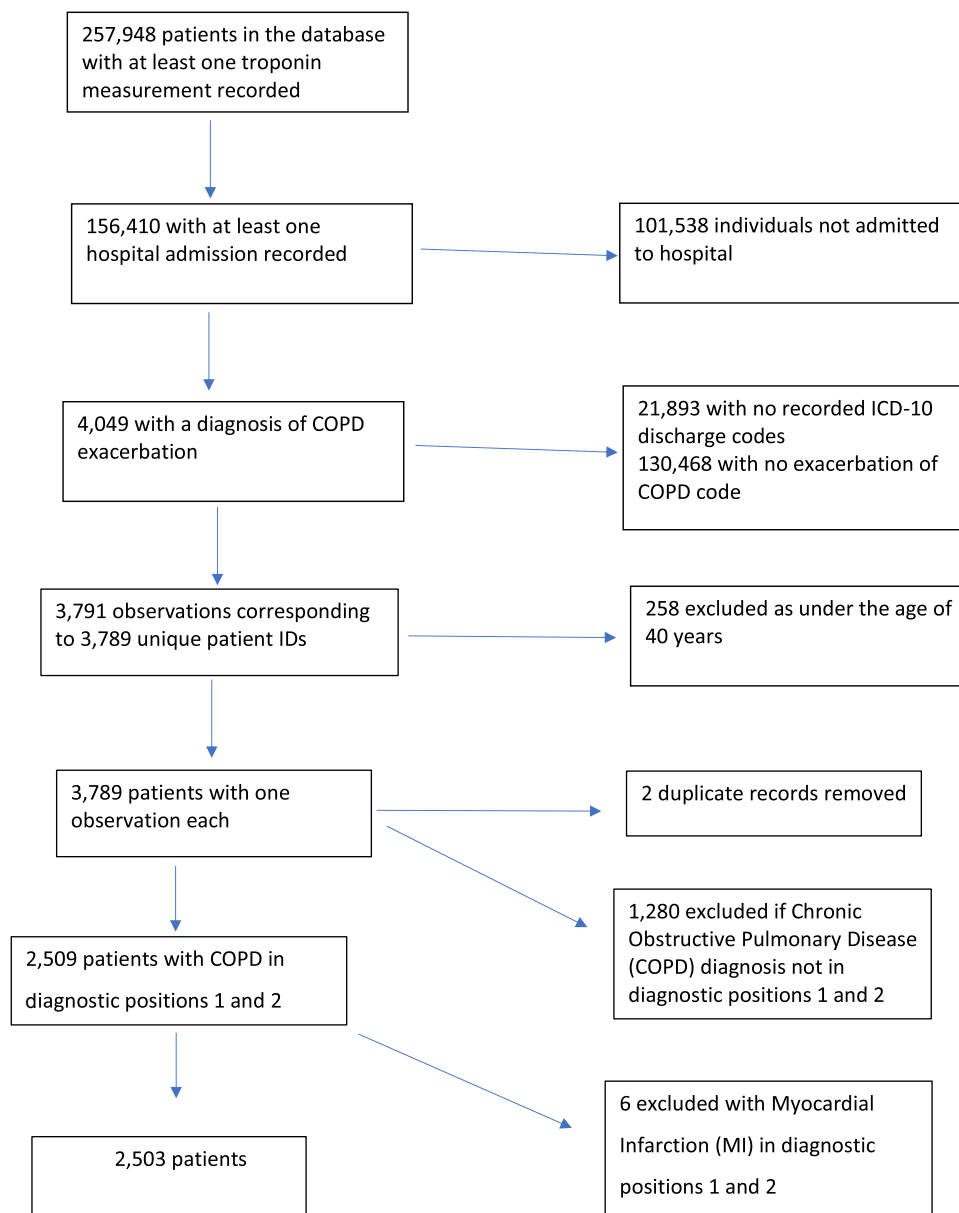 257,948 patients in the database
with at least one troponin
measurement recorded
156,410 with at least one
hospital admission recorded
101,538 individuals not admitted
to hospital
4,049 with a diagnosis of COPD
exacerbation
21,893 with no recorded ICD-10
discharge codes
130,468 with no exacerbation of
COPD code
3,791 observations corresponding
to 3,789 unique patient IDs
258 excluded as under the age of
40 years
3,789 patients with one
observation each
2 duplicate records removed
1,280 excluded if Chronic
Obstructive Pulmonary Disease
(COPD) diagnosis not in
diagnostic positions 1 and 2
2,509 patients with COPD in
diagnostic positions 1 and 2
6 excluded with Myocardial
Infarction (MI) in diagnostic
positions 1 and 2
2,503 patients